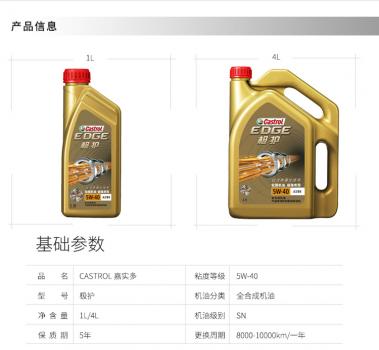 产品信息
1L
4L
Castrol
EDGE
极护
5W-40
Castrol
EDGE
极护
5W-40
基础参数
品 名 CASTROL 嘉实多 粘度等级 5W-40
型 号 极护 机油分类 全合成机油
净 含 量 1L/4L 机油级别 SN
保 质 期 5年 更换周期 8000-10000km/一年